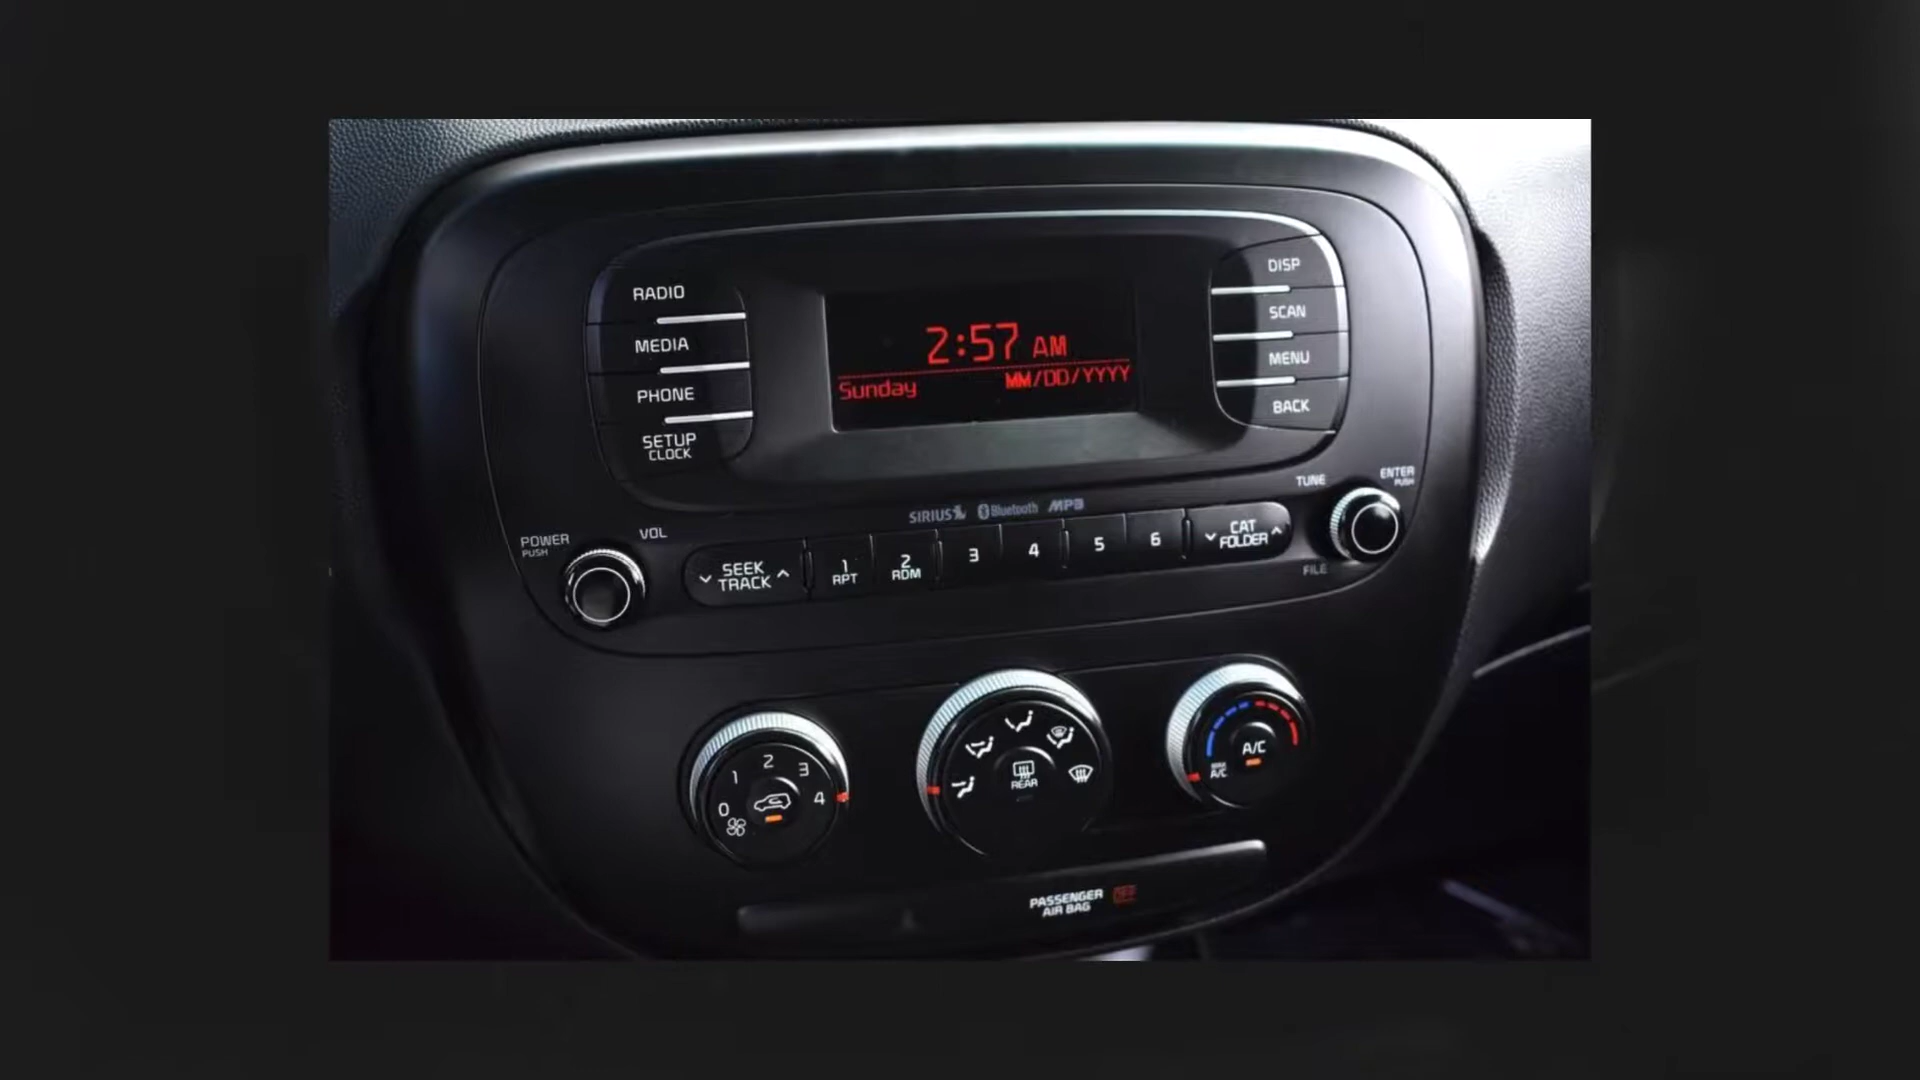 RADIO
MEDIA
PHONE
SETUP
CLOCK
2:57 AM
Sunday MM/DD/YYYY
DISP
SCAN
MENU
BACK
POWER
PUSH
VOL
SIRIUS Bluetooth MP3
TUNE
ENTER
PUSH
SEEK
TRACK
1
RPT
2
RDM
3
4
5
6
CAT
FOLDER
FILE
0 1 2 3 4
REAR
A/C
MAX
A/C
PASSENGER
AIR BAG
OFF